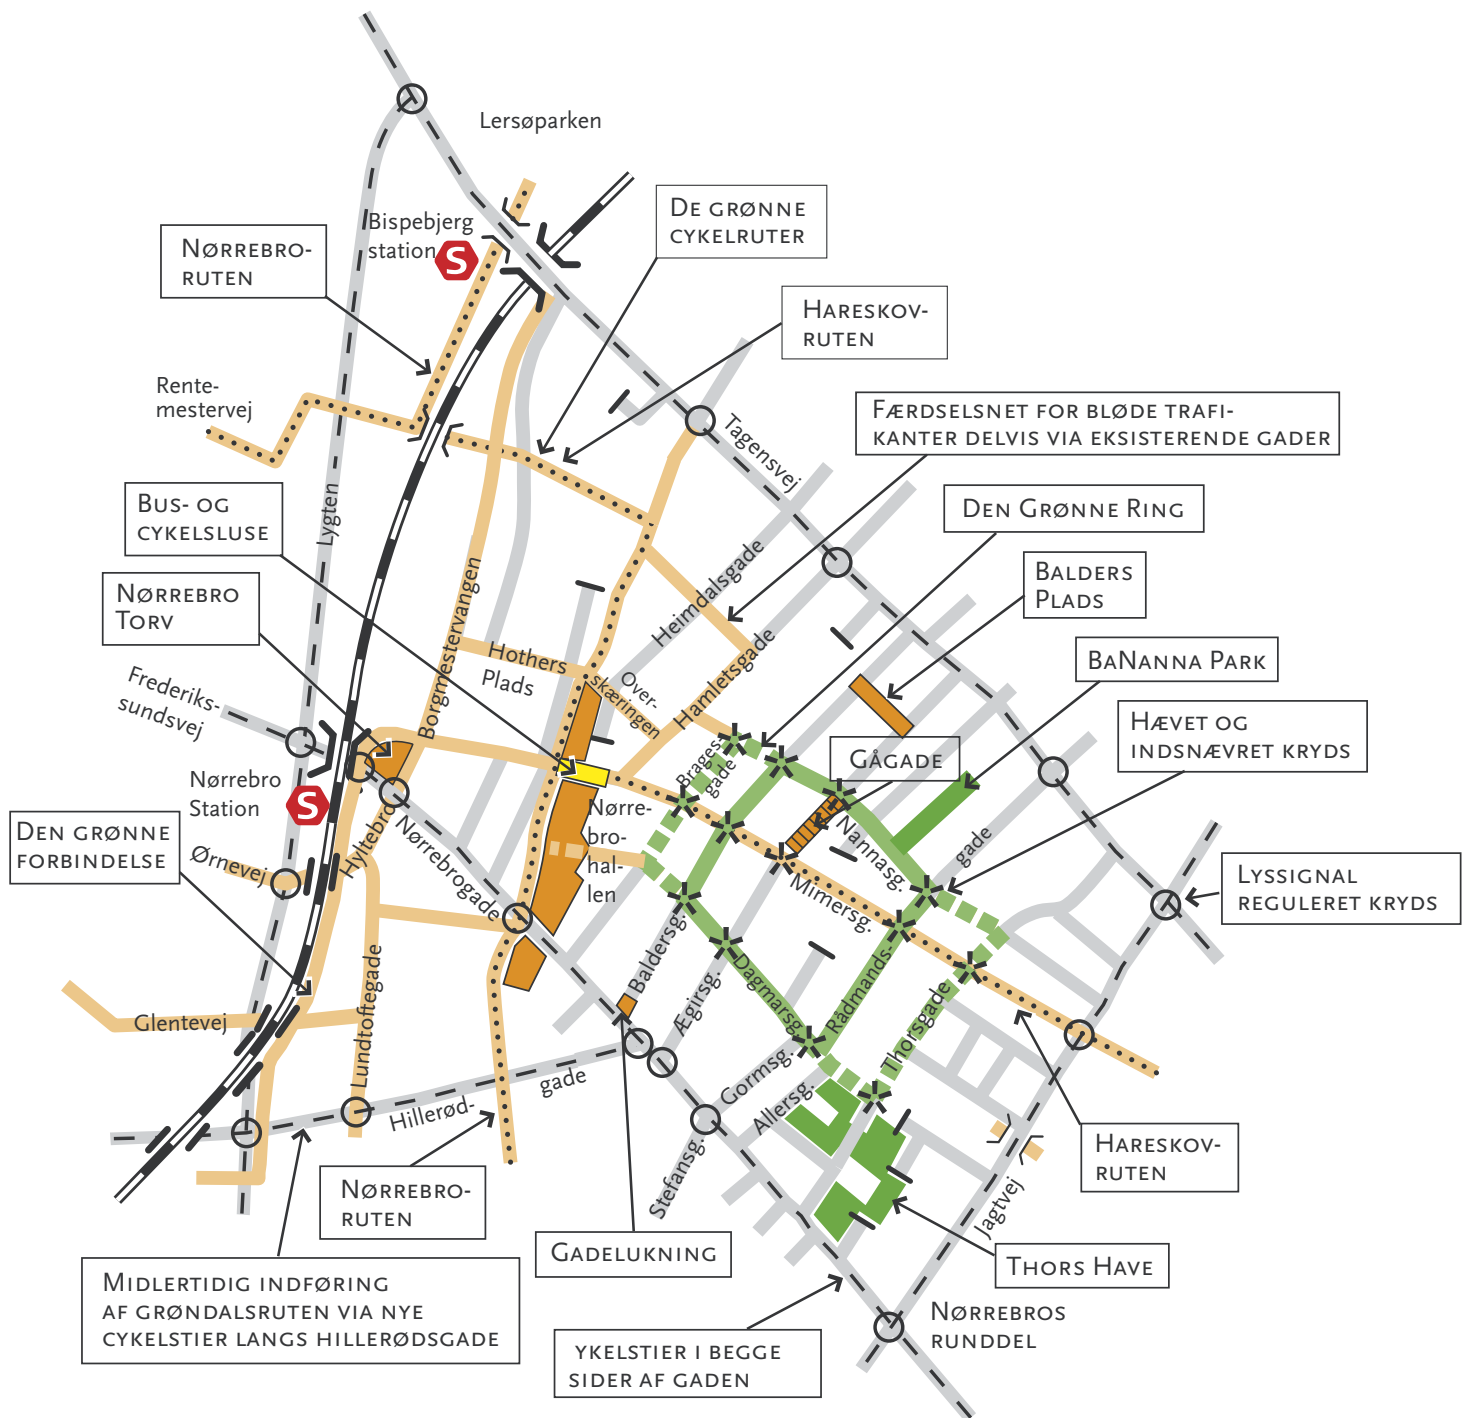 Lersøparken
Bispebjerg
station
S
De grønne
cykelruter
Nørrebro-
ruten
Hareskov-
ruten
Rente-
mestervej
Færdselsnet for bløde trafi-
kanter delvis via eksisterende gader
Tagensvej
Bus- og
cykelsluse
Lygten
Den Grønne Ring
Balders
Plads
Nørrebro
Torv
Heimdalsgade
Borgmestervangen
Hothers
Plads
Over-
skæringen
Hamletsgade
BaNanna Park
Frederiks-
sundsvej
Hævet og
indsnævret kryds
Gågade
Brages-
gade
Nørrebro
Station
S
Nørre-
bro-
hal-
len
Den grønne
forbindelse
Hyltebro
Nørrebrogade
Ørnevej
Nannasg.
gade
Mimersg.
Lyssignal
reguleret kryds
Baldersg.
Dagmarsg.
Rådmands-
Ægirsg.
Thorsgade
Glentevej
Lundtoftegade
Gormsg.
Allersg.
Hillerød-
gade
Stefansg.
Hareskov-
ruten
Jagtvej
Nørrebro-
ruten
Gadelukning
Thors Have
Midlertidig indføring
af grøndalsruten via nye
cykelstier langs Hillerødsgade
Nørrebros
runddel
ykelstier i begge
sider af gaden